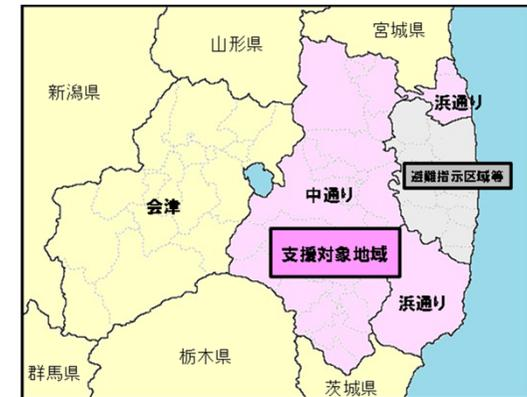 宮城県
山形県
新潟県
浜通り
避難指示区域等
会津
中通り
支援対象地域
浜通り
栃木県
群馬県
茨城県